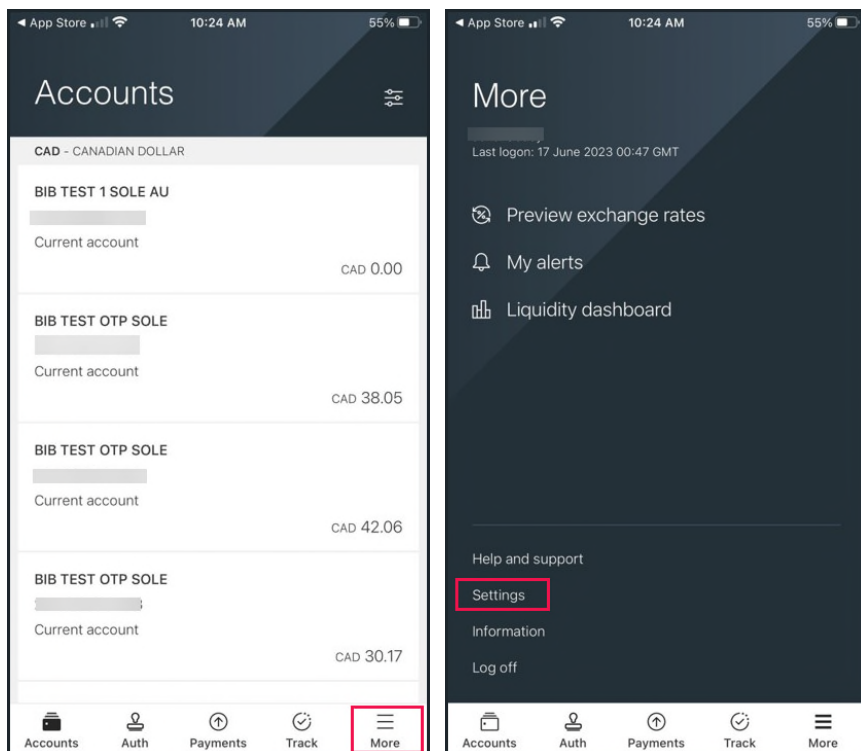 App Store
10:24 AM
55%
Accounts
CAD - CANADIAN DOLLAR
BIB TEST 1 SOLE AU
Current account
CAD 0.00
BIB TEST OTP SOLE
Current account
CAD 38.05
BIB TEST OTP SOLE
Current account
CAD 42.06
BIB TEST OTP SOLE
Current account
CAD 30.17
Accounts
Auth
Payments
Track
More
App Store
10:24 AM
55%
More
Last logon: 17 June 2023 00:47 GMT
Preview exchange rates
My alerts
Liquidity dashboard
Help and support
Settings
Information
Log off
Accounts
Auth
Payments
Track
More